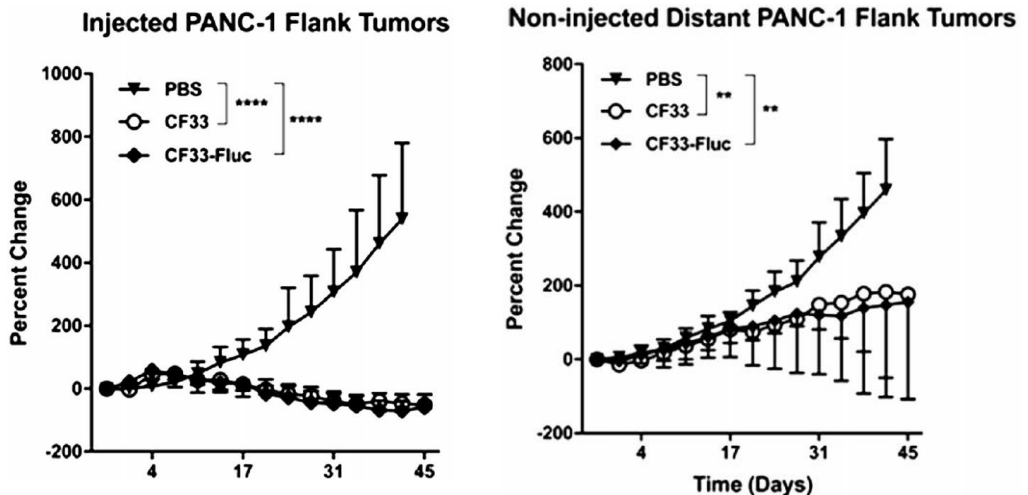 Injected PANC-1 Flank Tumors
1000
800
600
400
200
0
-200
Percent Change
PBS
CF33
CF33-Fluc
****
****
4
17
31
45
Non-injected Distant PANC-1 Flank Tumors
800
600
400
200
0
-200
Percent Change
PBS
CF33
CF33-Fluc
**
**
4
17
31
45
Time (Days)